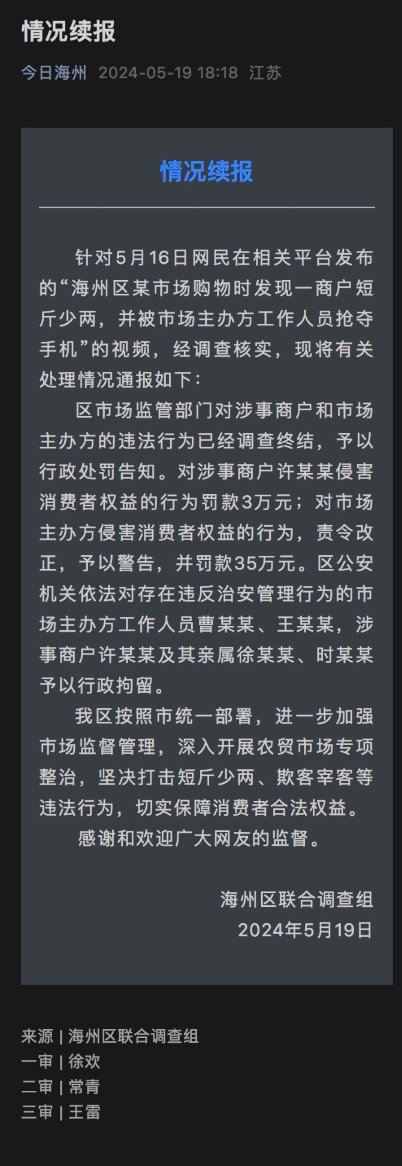 情况续报
今日海州 2024-05-19 18:18 江苏
情况续报
针对5月16日网民在相关平台发布
的“海州区某市场购物时发现一商户短
斤少两，并被市场主办方工作人员抢夺
手机”的视频，经调查核实，现将有关
处理情况通报如下：
区市场监管部门对涉事商户和市场
主办方的违法行为已经调查终结，予以
行政处罚告知。对涉事商户许某某侵害
消费者权益的行为罚款3万元；对市场
主办方侵害消费者权益的行为，责令改
正，予以警告，并罚款35万元。区公安
机关依法对存在违反治安管理行为的市
场主办方工作人员曹某某、王某某，涉
事商户许某某及其亲属徐某某、时某某
予以行政拘留。
我区按照市统一部署，进一步加强
市场监督管理，深入开展农贸市场专项
整治，坚决打击短斤少两、欺客宰客等
违法行为，切实保障消费者合法权益。
感谢和欢迎广大网友的监督。
海州区联合调查组
2024年5月19日
来源 | 海州区联合调查组
一审 | 徐欢
二审 | 常青
三审 | 王雷